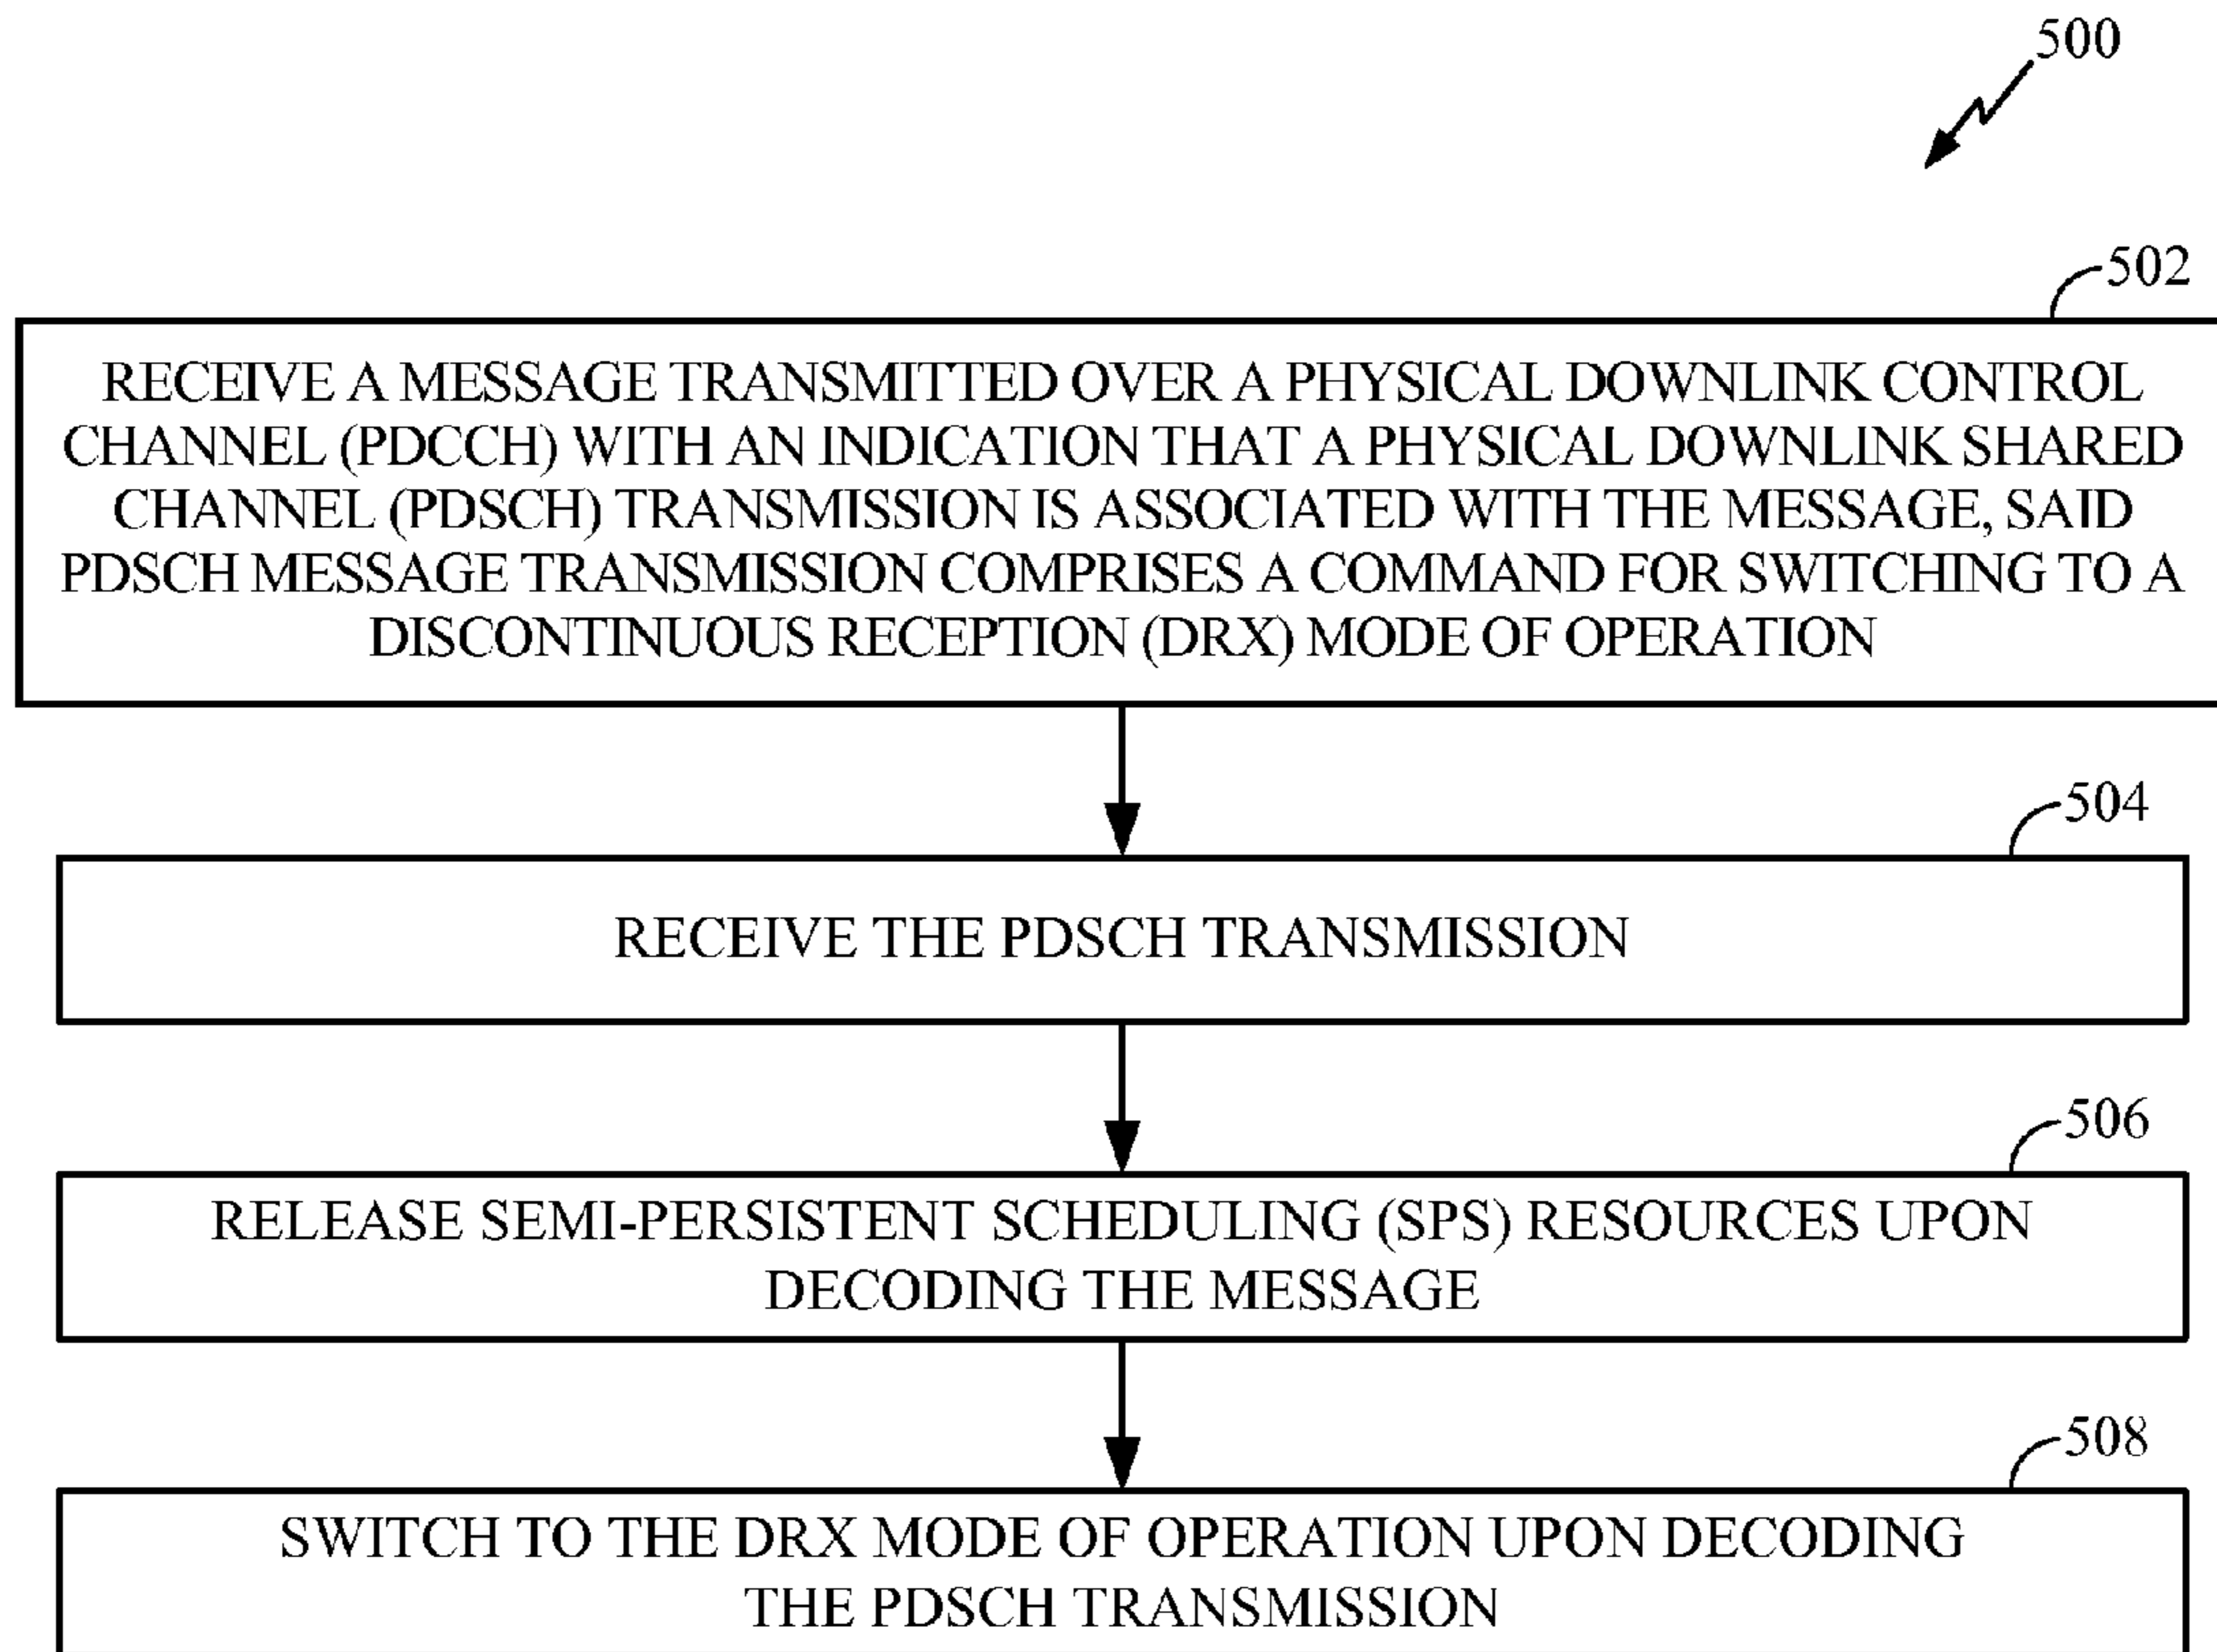 500
502
RECEIVE A MESSAGE TRANSMITTED OVER A PHYSICAL DOWNLINK CONTROL
CHANNEL (PDCCH) WITH AN INDICATION THAT A PHYSICAL DOWNLINK SHARED
CHANNEL (PDSCH) TRANSMISSION IS ASSOCIATED WITH THE MESSAGE, SAID
PDSCH MESSAGE TRANSMISSION COMPRISES A COMMAND FOR SWITCHING TO A
DISCONTINUOUS RECEPTION (DRX) MODE OF OPERATION
504
RECEIVE THE PDSCH TRANSMISSION
506
RELEASE SEMI-PERSISTENT SCHEDULING (SPS) RESOURCES UPON
DECODING THE MESSAGE
508
SWITCH TO THE DRX MODE OF OPERATION UPON DECODING
THE PDSCH TRANSMISSION